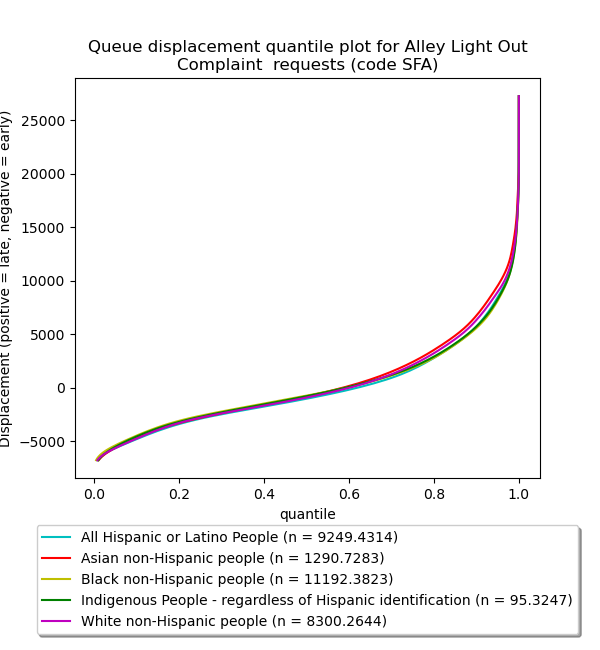 Queue displacement quantile plot for Alley Light Out
Complaint  requests (code SFA)
Displacement (positive = late, negative = early)
25000
20000
15000
10000
5000
0
−5000
0.0 0.2 0.4 0.6 0.8 1.0
quantile
All Hispanic or Latino People (n = 9249.4314)
Asian non-Hispanic people (n = 1290.7283)
Black non-Hispanic people (n = 11192.3823)
Indigenous People - regardless of Hispanic identification (n = 95.3247)
White non-Hispanic people (n = 8300.2644)